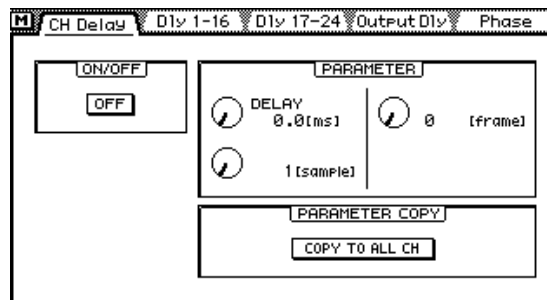 M CH Delay Dly 1-16 Dly 17-24 Output Dly Phase
ON/OFF
OFF
PARAMETER
DELAY
0.0[ms]
0 [frame]
1[sample]
PARAMETER COPY
COPY TO ALL CH